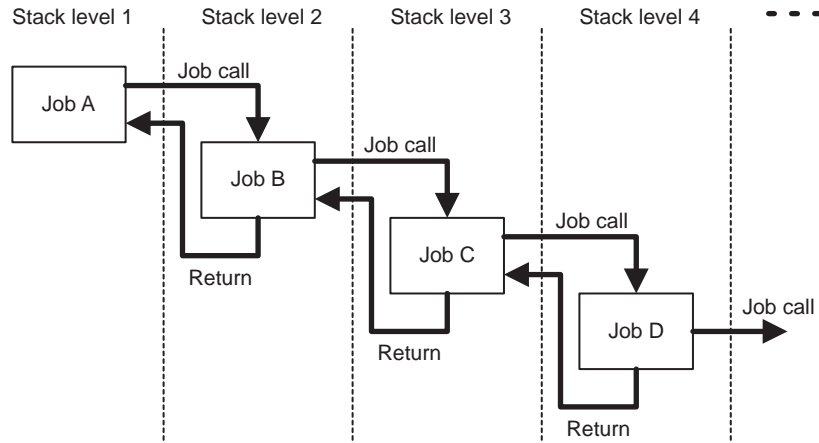 Stack level 1 Stack level 2 Stack level 3 Stack level 4
Job call
Job A
Job call
Job B
Job call
Return
Job C
Job call
Return
Job D
Return